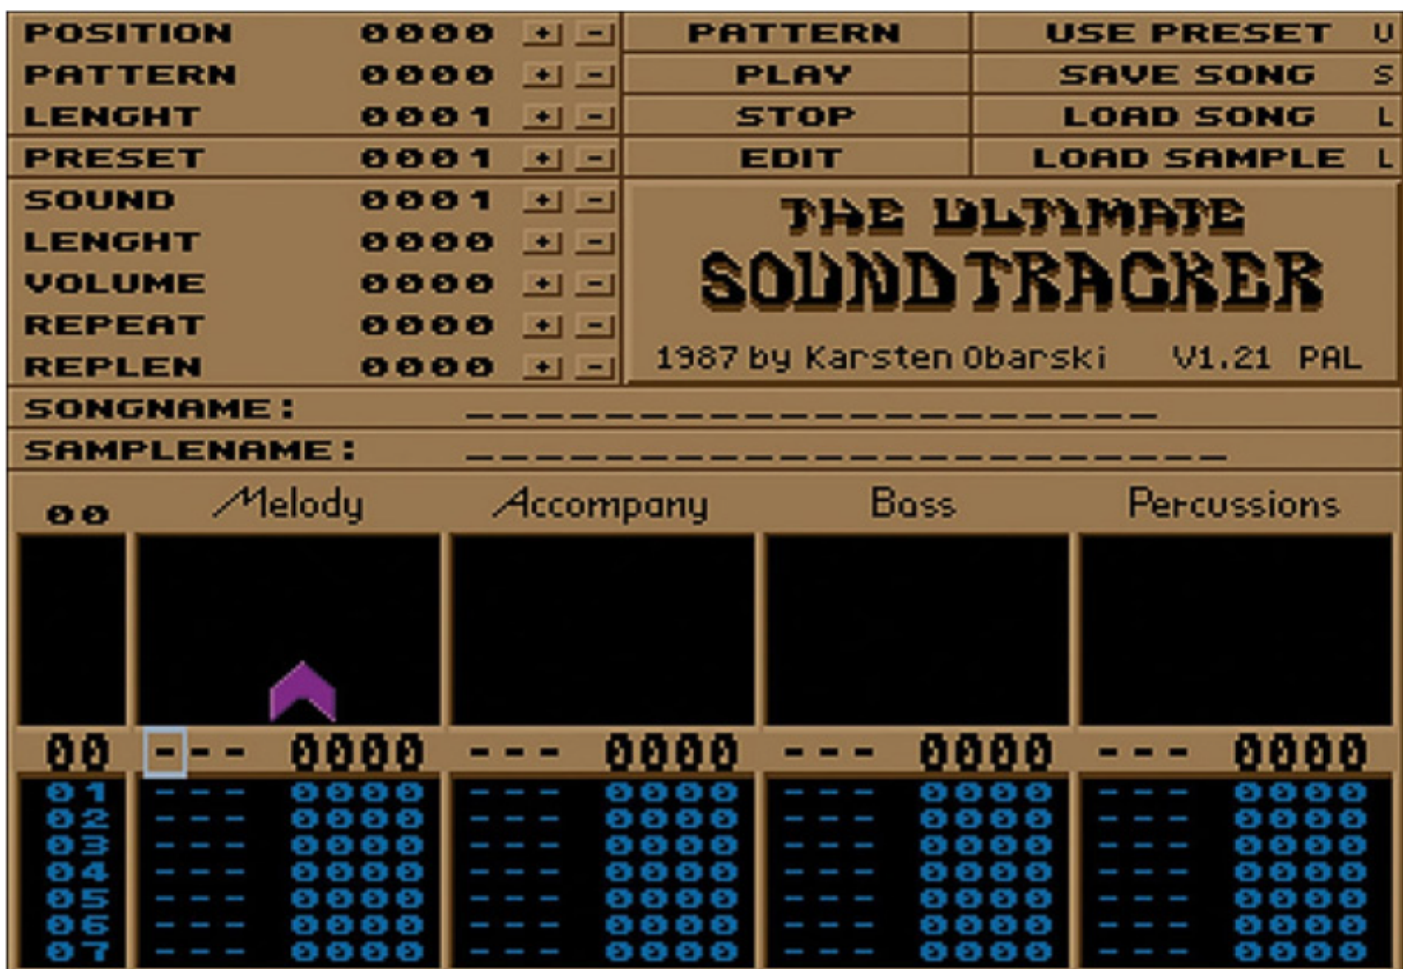 POSITION 0000 + - PATTERN USE PRESET U
PATTERN 0000 + - PLAY SAVE SONG S
LENGHT 0001 + - STOP LOAD SONG L
PRESET 0001 + - EDIT LOAD SAMPLE L
SOUND 0001 + -
LENGHT 0000 + -
VOLUME 0000 + -
REPEAT 0000 + -
REPLEN 0000 + -
THE ULTIMATE
SOUNDTRACKER
1987 by Karsten Obarski V1.21 PAL
SONGNAME: ____________________
SAMPLENAME: ______________________
00 Melody Accompany Bass Percussions
00 --- 0000 --- 0000 --- 0000 --- 0000
01 --- 0000 --- 0000 --- 0000 --- 0000
02 --- 0000 --- 0000 --- 0000 --- 0000
03 --- 0000 --- 0000 --- 0000 --- 0000
04 --- 0000 --- 0000 --- 0000 --- 0000
05 --- 0000 --- 0000 --- 0000 --- 0000
06 --- 0000 --- 0000 --- 0000 --- 0000
07 --- 0000 --- 0000 --- 0000 --- 0000